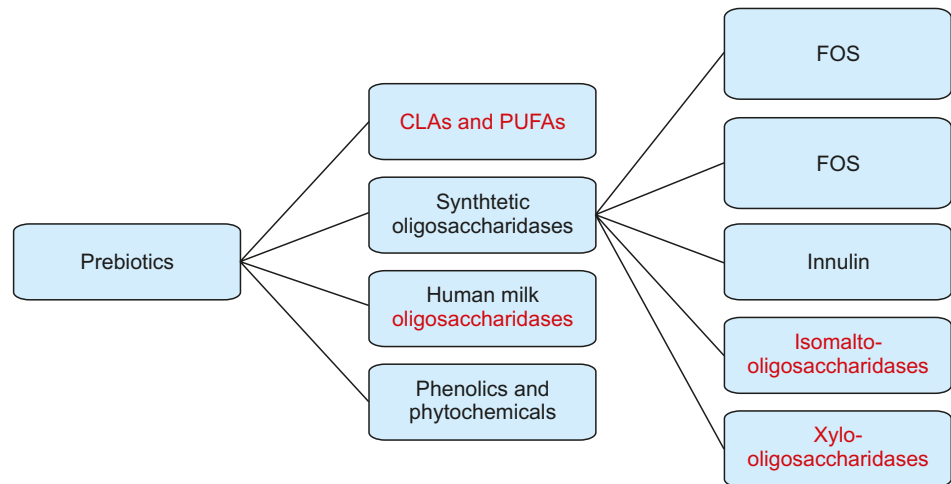 Prebiotics
CLAs and PUFAs
Synthtetic
oligosaccharidases
Human milk
oligosaccharidases
Phenolics and
phytochemicals
FOS
FOS
Innulin
Isomalto-
oligosaccharidases
Xylo-
oligosaccharidases